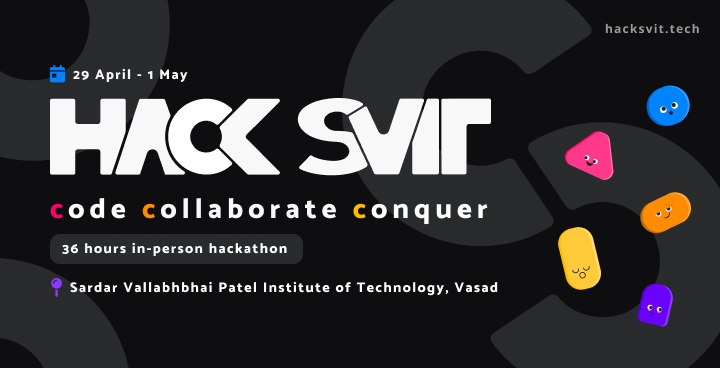 hacksvit.tech
29 April - 1 May
HACK SVIT
code collaborate conquer
36 hours in-person hackathon
Sardar Vallabhbhai Patel Institute of Technology, Vasad